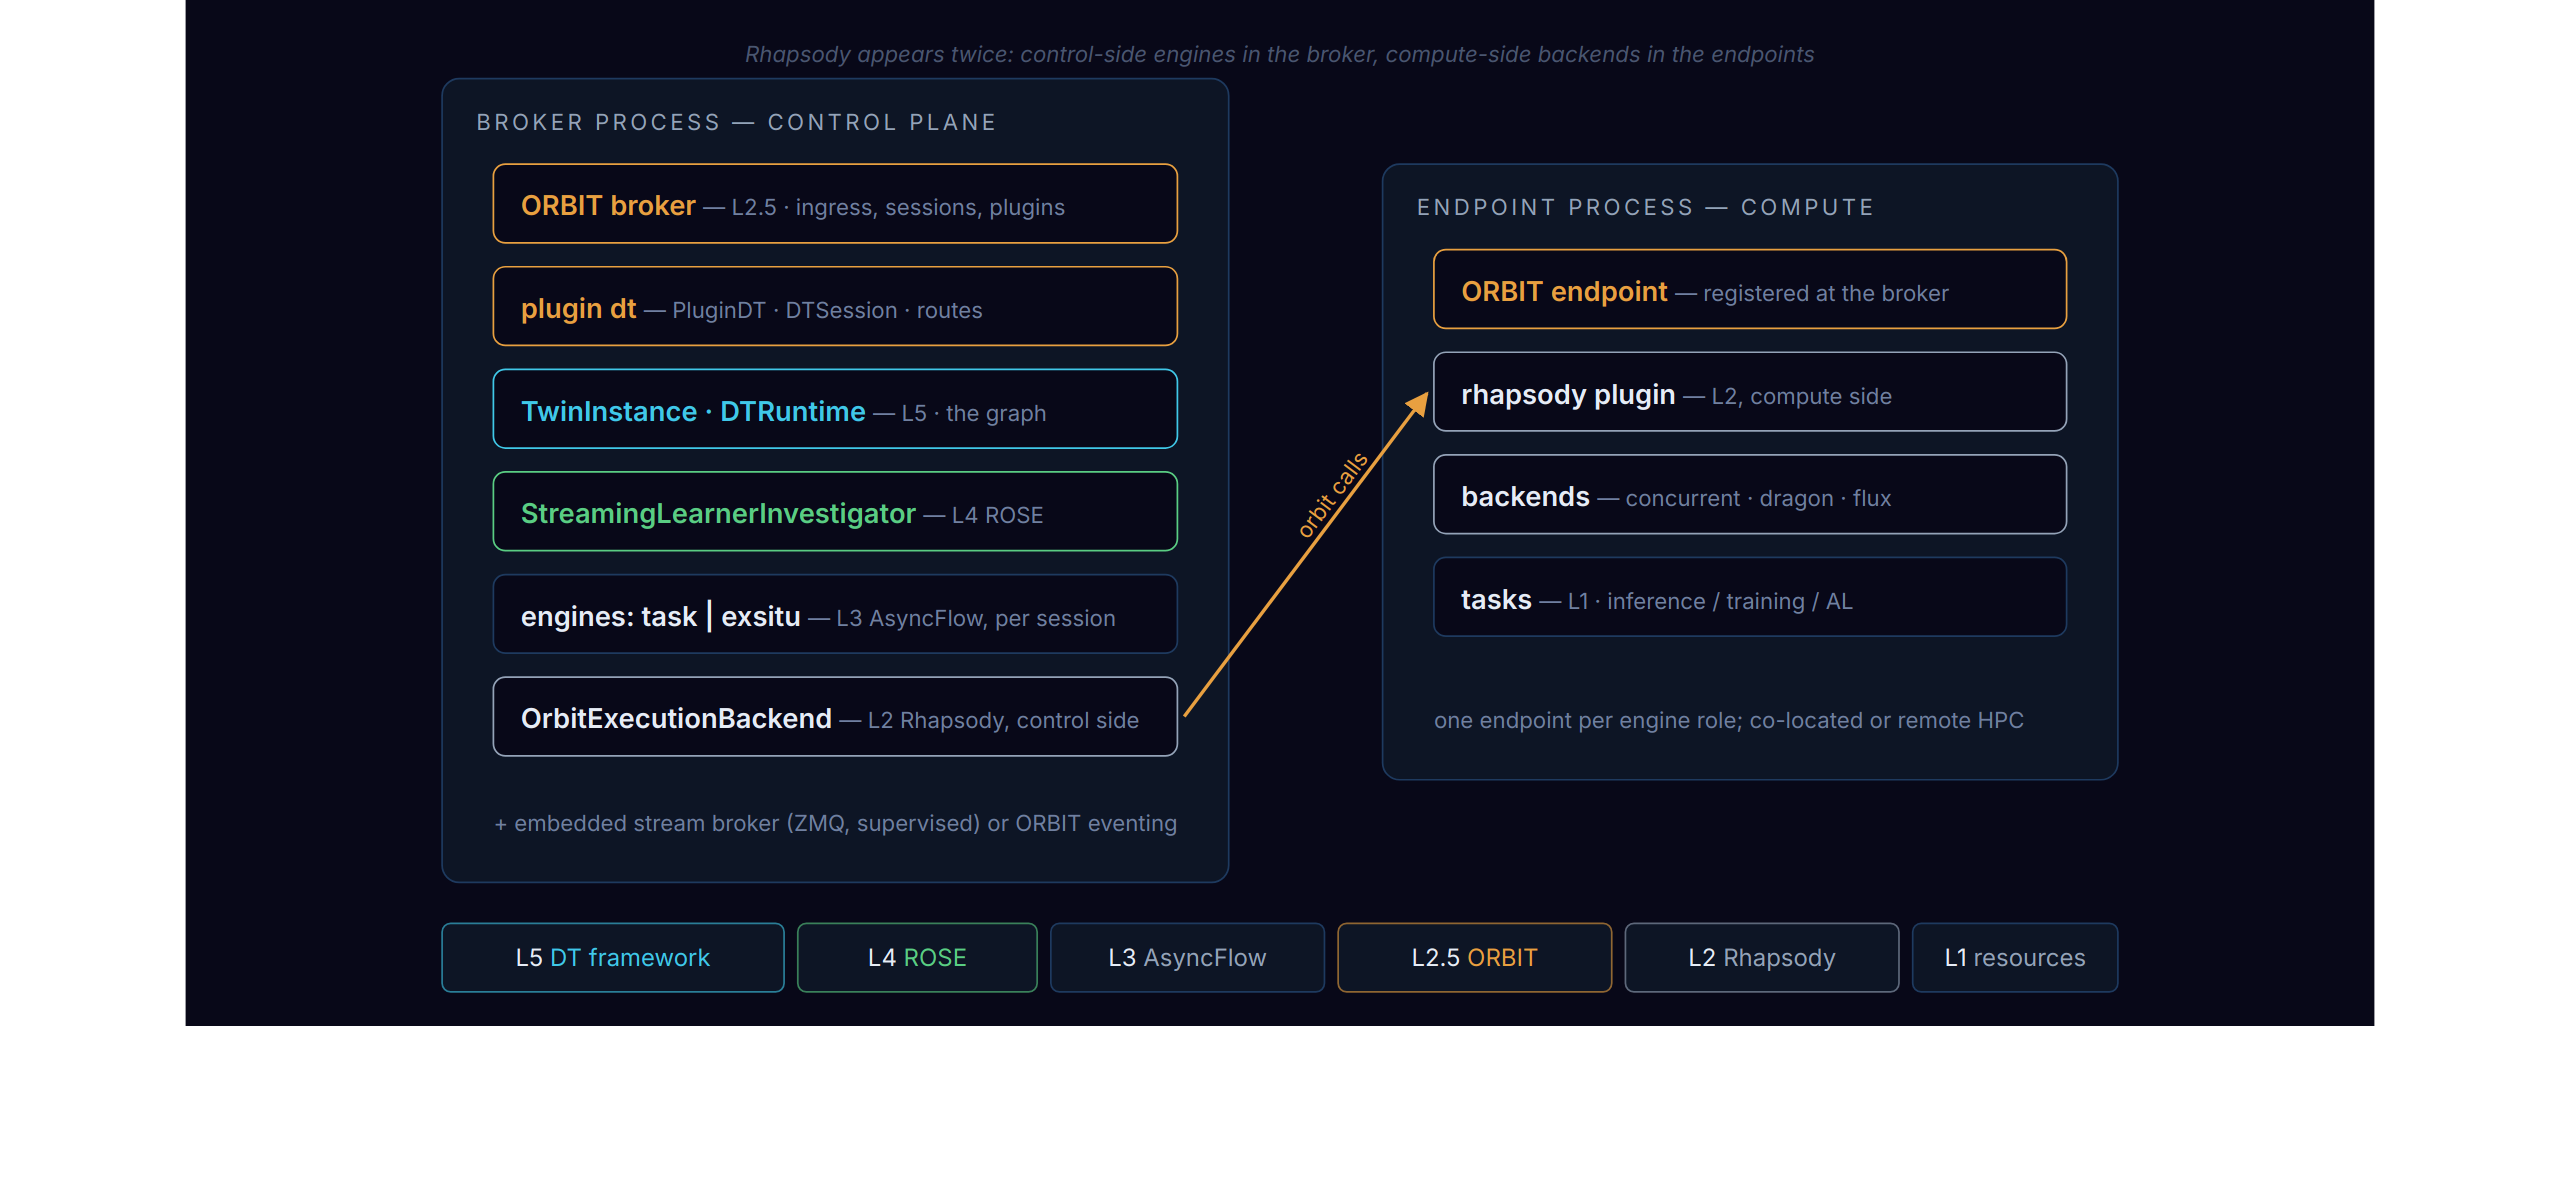 Rhapsody appears twice: control-side engines in the broker, compute-side backends in the endpoints
BROKER PROCESS — CONTROL PLANE
ORBIT broker — L2.5 · ingress, sessions, plugins
plugin dt — PluginDT · DTSession · routes
TwinInstance · DTRuntime — L5 · the graph
StreamingLearnerInvestigator — L4 ROSE
engines: task | exsitu — L3 AsyncFlow, per session
OrbitExecutionBackend — L2 Rhapsody, control side
+ embedded stream broker (ZMQ, supervised) or ORBIT eventing
orbit calls
ENDPOINT PROCESS — COMPUTE
ORBIT endpoint — registered at the broker
rhapsody plugin — L2, compute side
backends — concurrent · dragon · flux
tasks — L1 · inference / training / AL
one endpoint per engine role; co-located or remote HPC
L5 DT framework
L4 ROSE
L3 AsyncFlow
L2.5 ORBIT
L2 Rhapsody
L1 resources